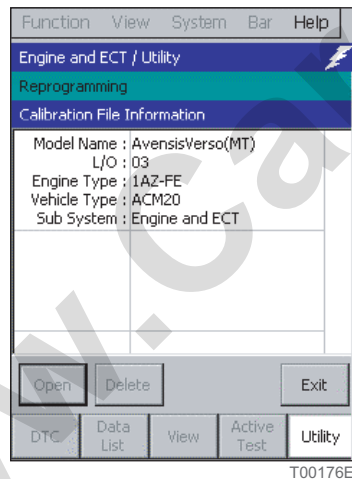 Function View System Bar Help
Engine and ECT / Utility
Reprogramming
Calibration File Information
Model Name : AvensisVerso(MT)
L/O : 03
Engine Type : 1AZ-FE
Vehicle Type : ACM20
Sub System : Engine and ECT
Open Delete Exit
DTC Data List View Active Test Utility
T00176E